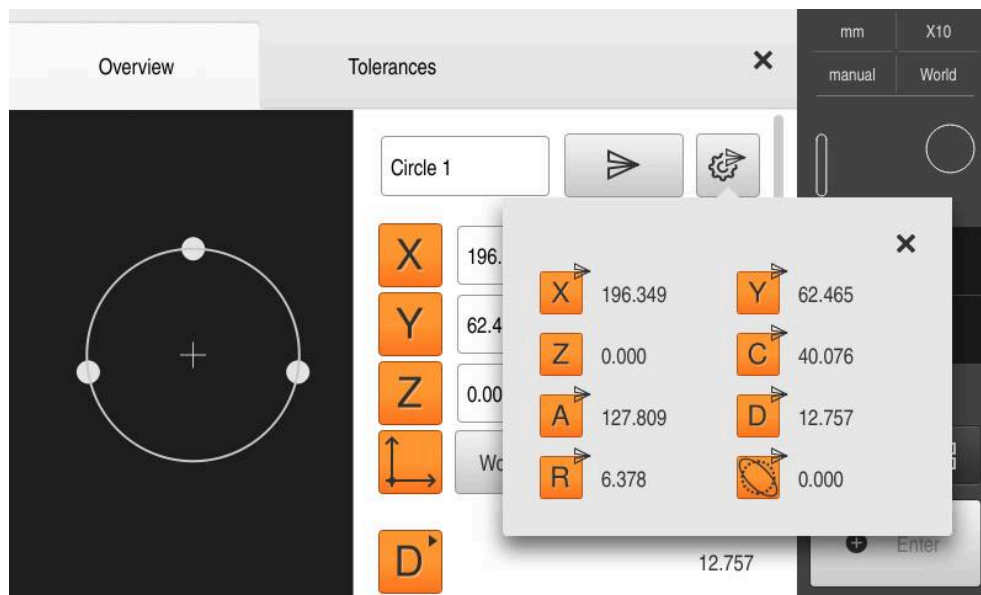 mm X10
Overview Tolerances ×
manual World
Circle 1
×
X 196.
X 196.349 Y 62.465
Y 62.4
Z 0.000 C 40.076
Z 0.00
A 127.809 D 12.757
Wo
R 6.378 0.000
Enter
D 12.757